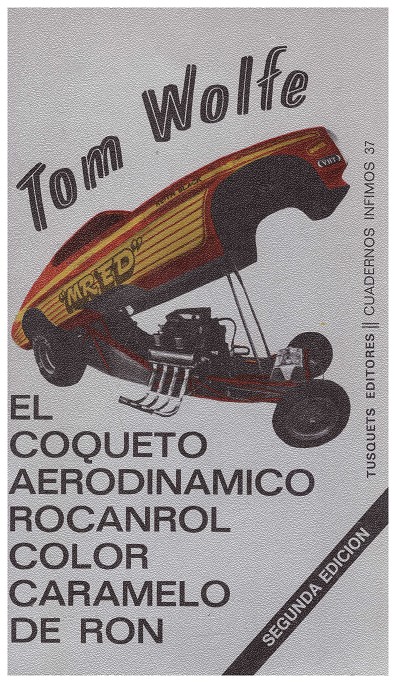 Tom Wolfe
"MR. ED"
EL
COQUETO
AERODINAMICO
ROCANROL
COLOR
CARAMELO
DE RON
TUSQUETS EDITORES || CUADERNOS INFIMOS 37
SEGUNDA EDICION